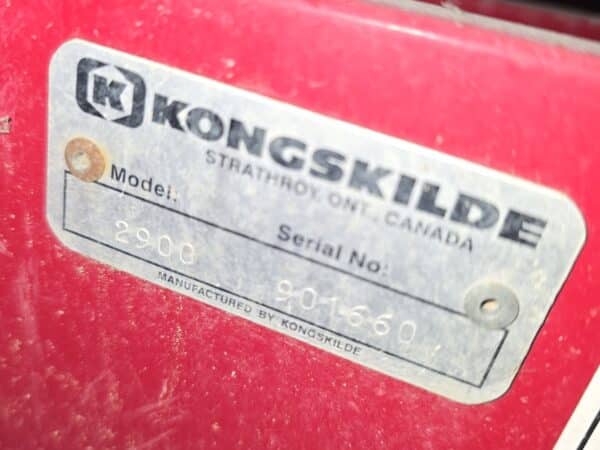 K KONGSKILDE
STRATHROY, ONT., CANADA
Model: Serial No:
2900 901660
MANUFACTURED BY KONGSKILDE